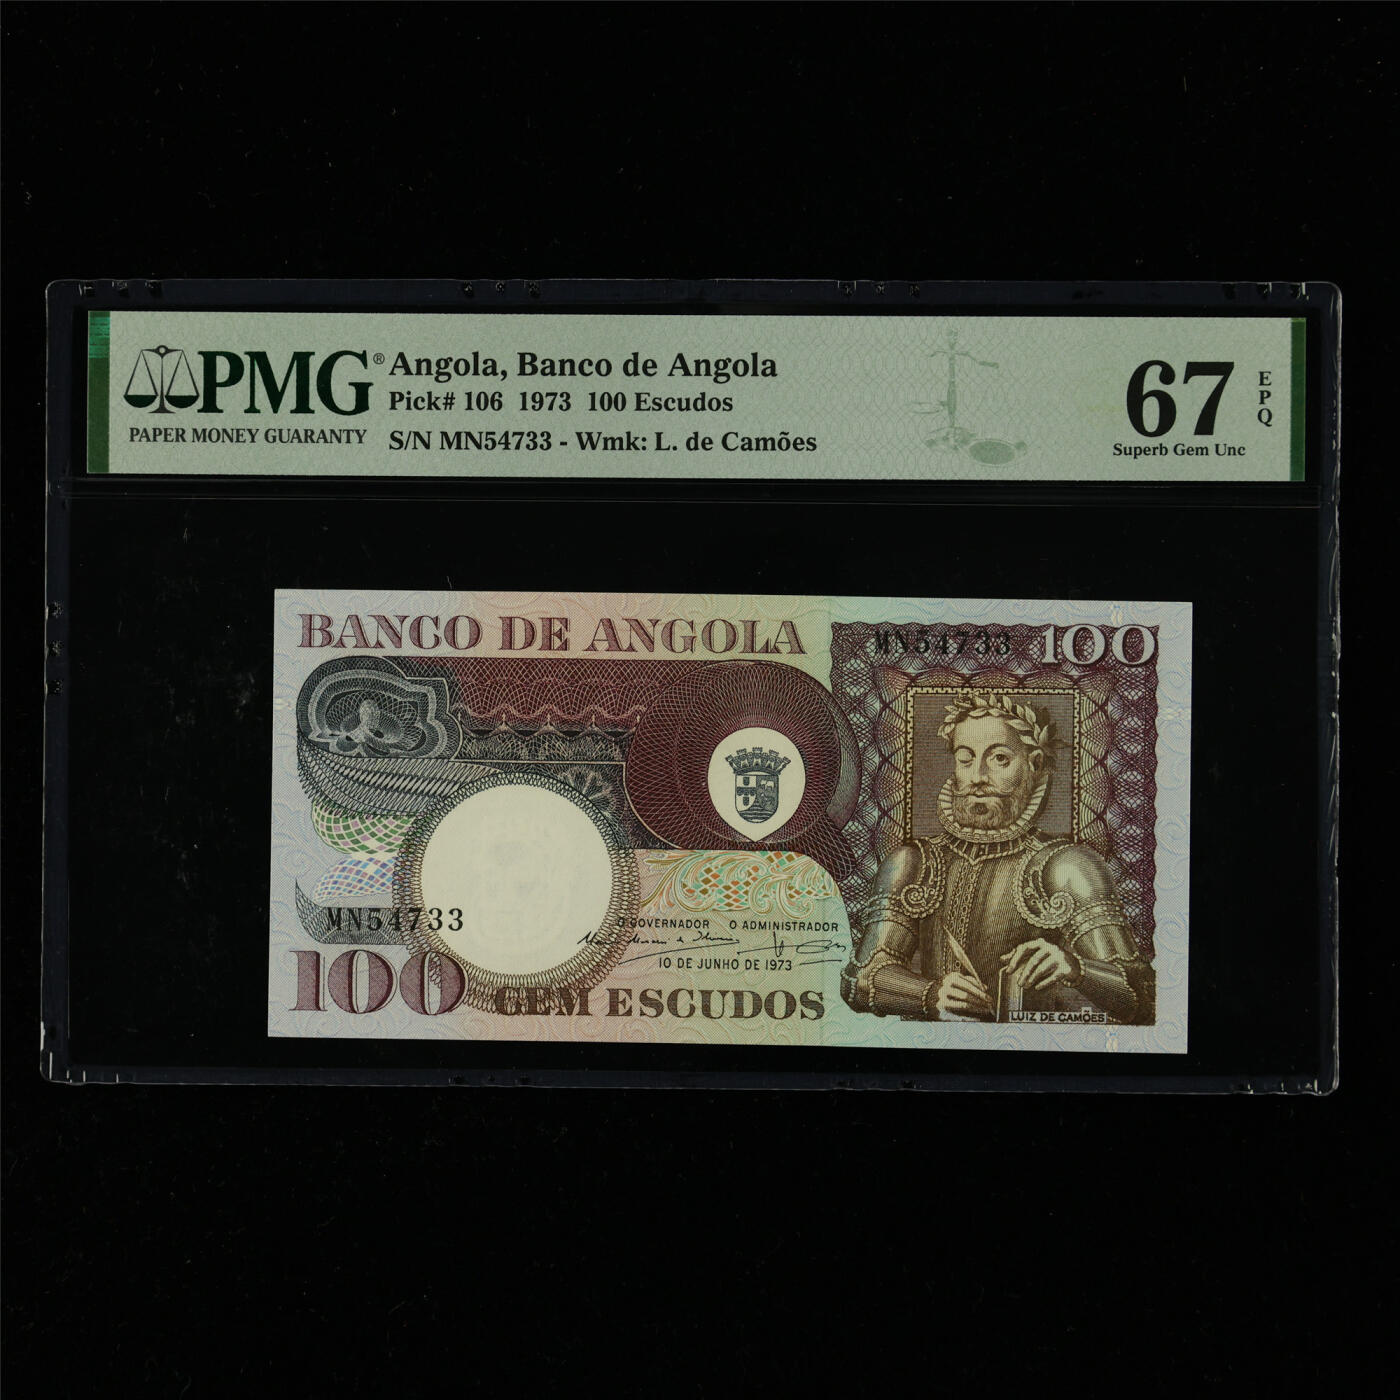 PMG®
PAPER MONEY GUARANTY
Angola, Banco de Angola
Pick# 106 1973 100 Escudos
S/N MN54733 - Wmk: L. de Camões
67
EPQ
Superb Gem Unc
BANCO DE ANGOLA
MN54733 100
MN54733
O GOVERNADOR O ADMINISTRADOR
10 DE JUNHO DE 1973
100 CEM ESCUDOS
LUIZ DE CAMÕES